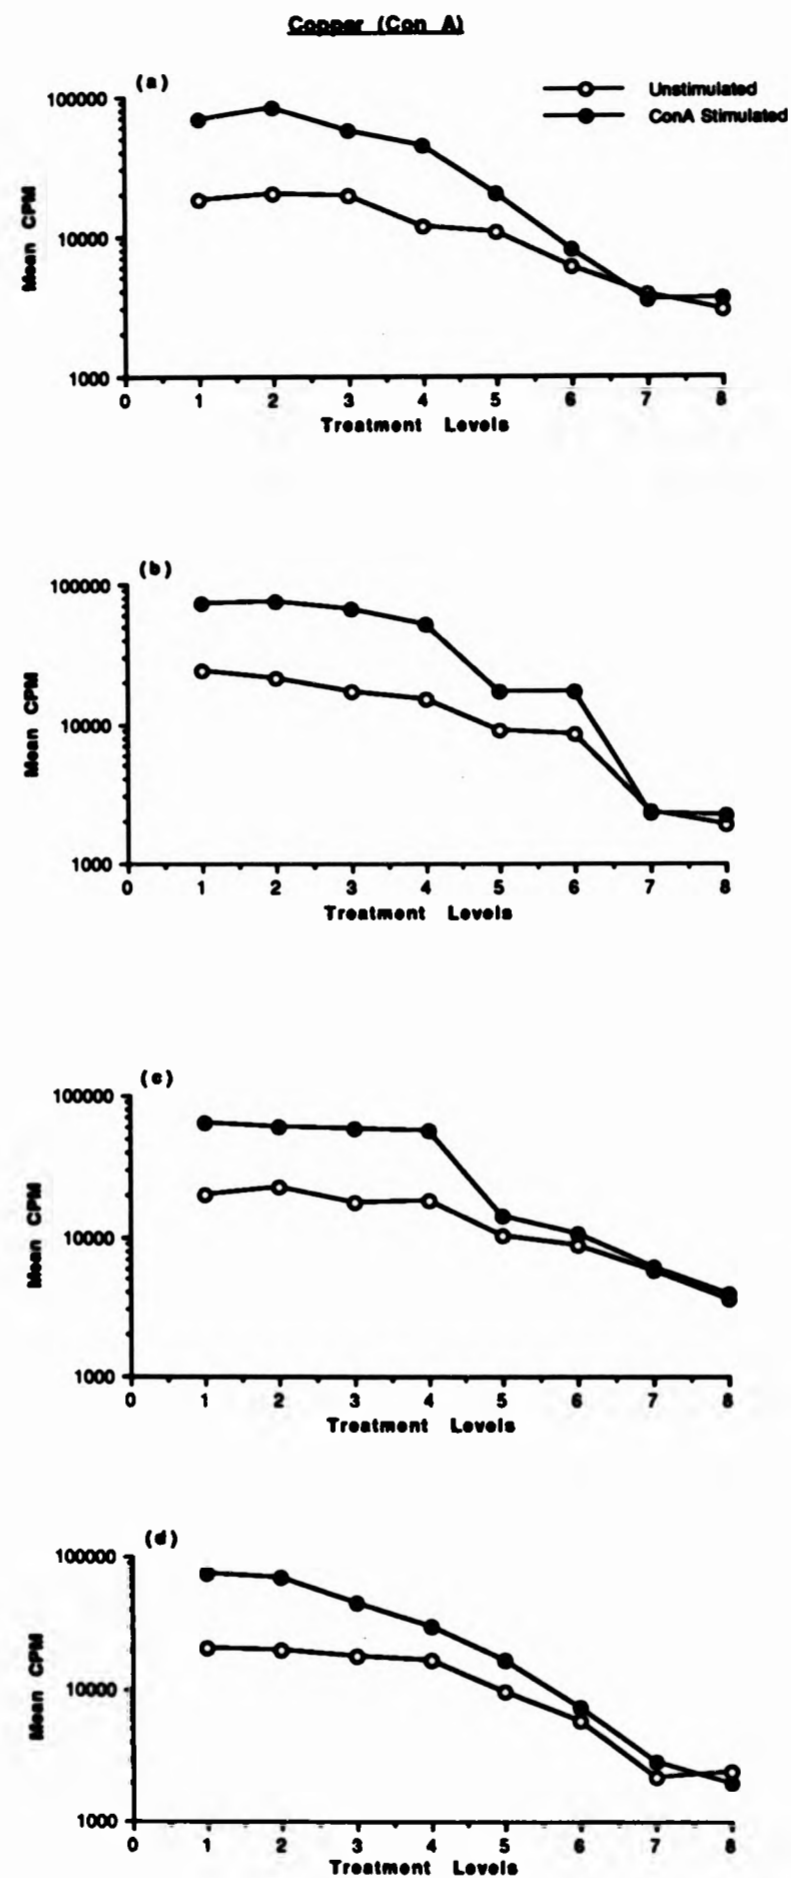 Copper (Con A)
(a)
Unstimulated
ConA Stimulated
100000
10000
1000
Mean CPM
0 1 2 3 4 5 6 7 8
Treatment Levels
(b)
100000
10000
1000
Mean CPM
0 1 2 3 4 5 6 7 8
Treatment Levels
(c)
100000
10000
1000
Mean CPM
0 1 2 3 4 5 6 7 8
Treatment Levels
(d)
100000
10000
1000
Mean CPM
0 1 2 3 4 5 6 7 8
Treatment Levels